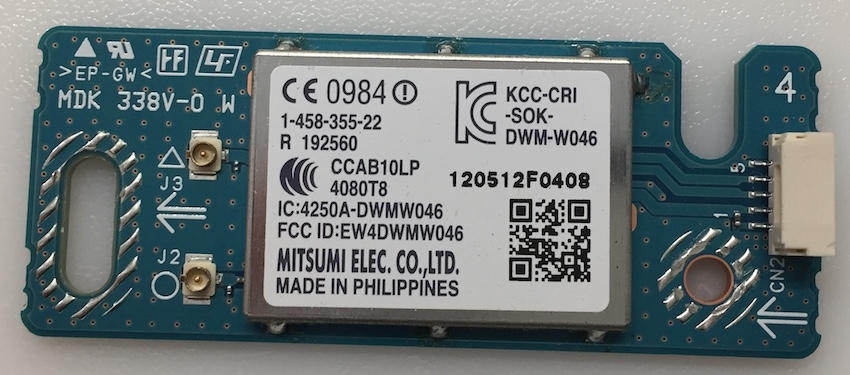 >EP-GW<
MDK 338V-0 W
4
J3
J2
CE 0984
1-458-355-22
R 192560
CCAB10LP
4080T8
IC:4250A-DWMW046
FCC ID:EW4DWMW046
MITSUMI ELEC. CO.,LTD.
MADE IN PHILIPPINES
KCC-CRI
-SOK-
DWM-W046
120512F0408
5
1
CN2